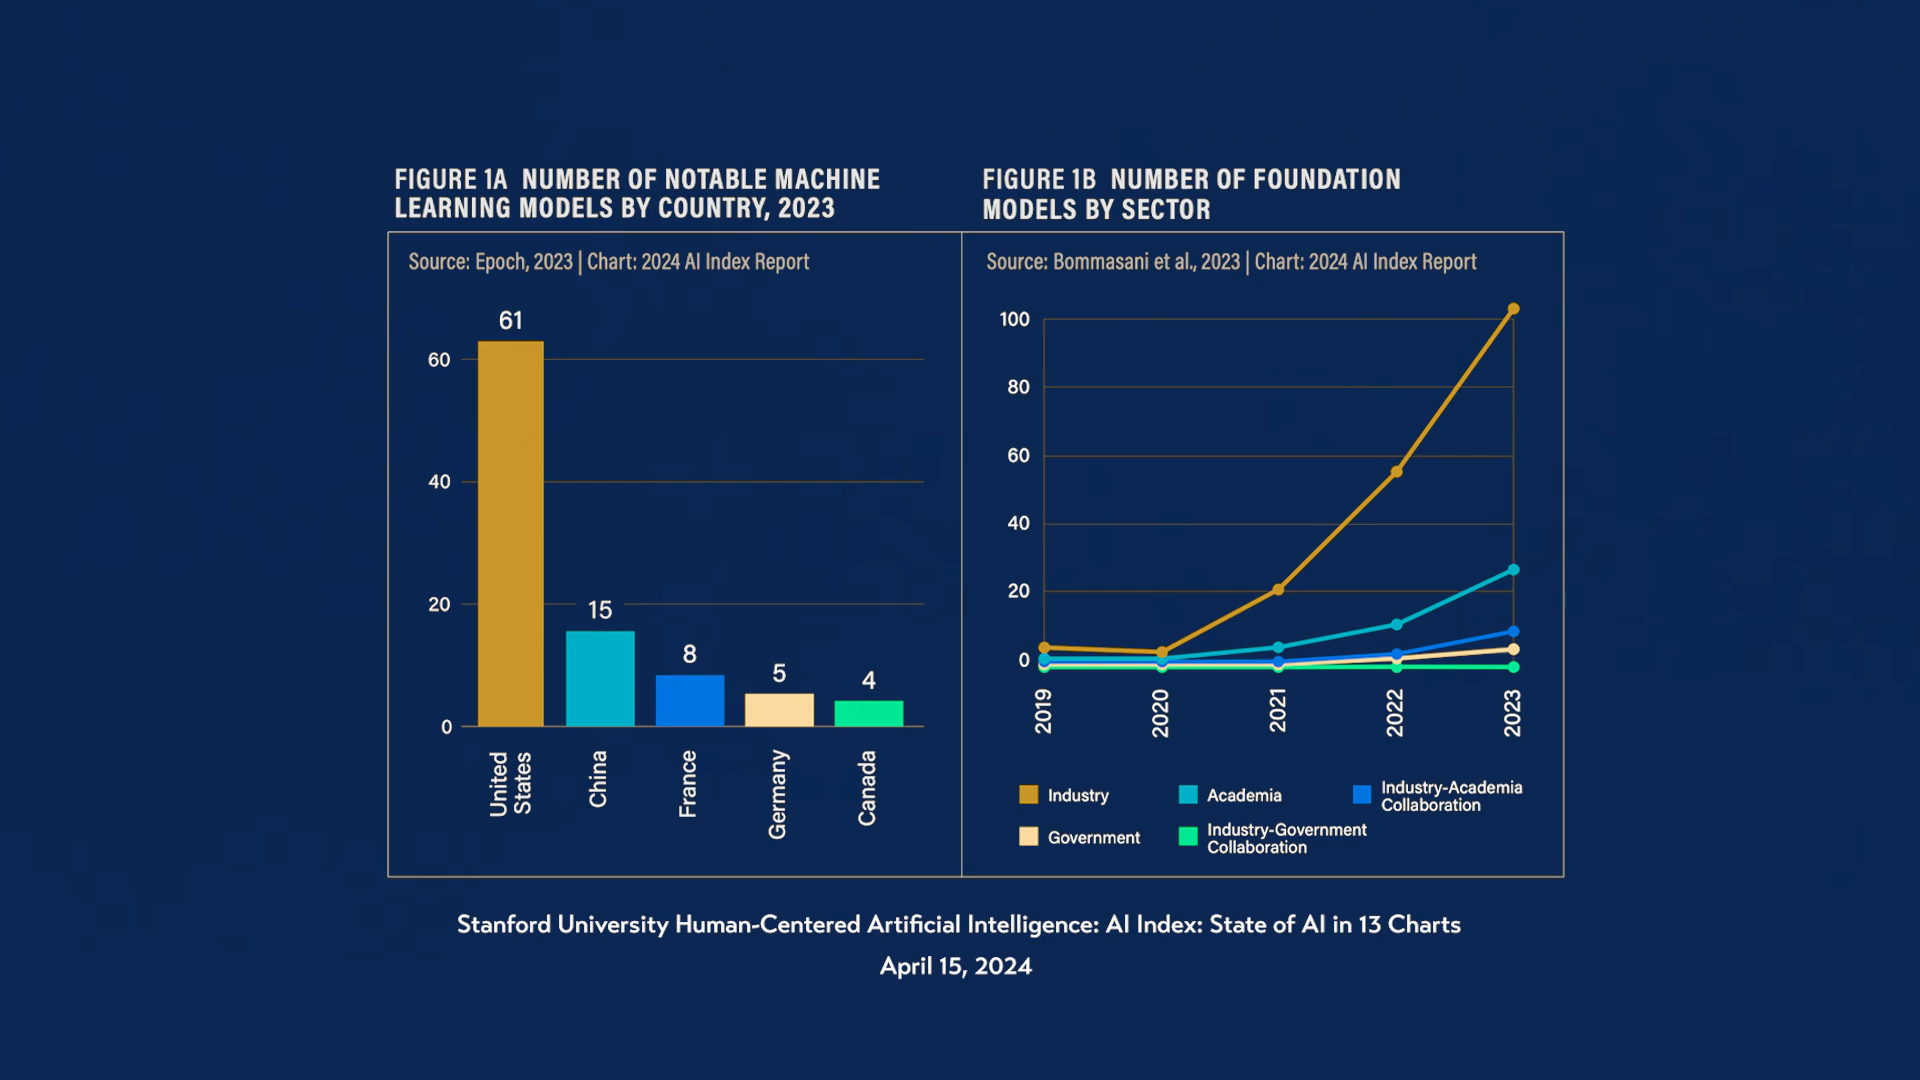 FIGURE 1A NUMBER OF NOTABLE MACHINE
LEARNING MODELS BY COUNTRY, 2023
Source: Epoch, 2023 | Chart: 2024 AI Index Report
61
60
40
20
15
8
5
4
0
United
States
China
France
Germany
Canada
FIGURE 1B NUMBER OF FOUNDATION
MODELS BY SECTOR
Source: Bommasani et al., 2023 | Chart: 2024 AI Index Report
100
80
60
40
20
0
2019
2020
2021
2022
2023
Industry
Academia
Industry-Academia
Collaboration
Government
Industry-Government
Collaboration
Stanford University Human-Centered Artificial Intelligence: AI Index: State of AI in 13 Charts
April 15, 2024